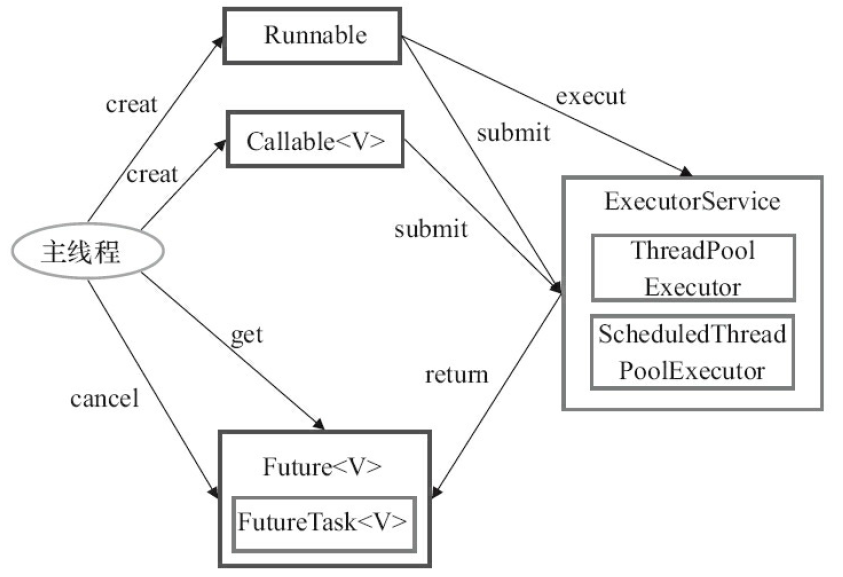 Runnable
creat
execut
submit
Callable<V>
creat
ExecutorService
submit
主线程
ThreadPool
Executor
get
ScheduledThread
PoolExecutor
return
cancel
Future<V>
FutureTask<V>